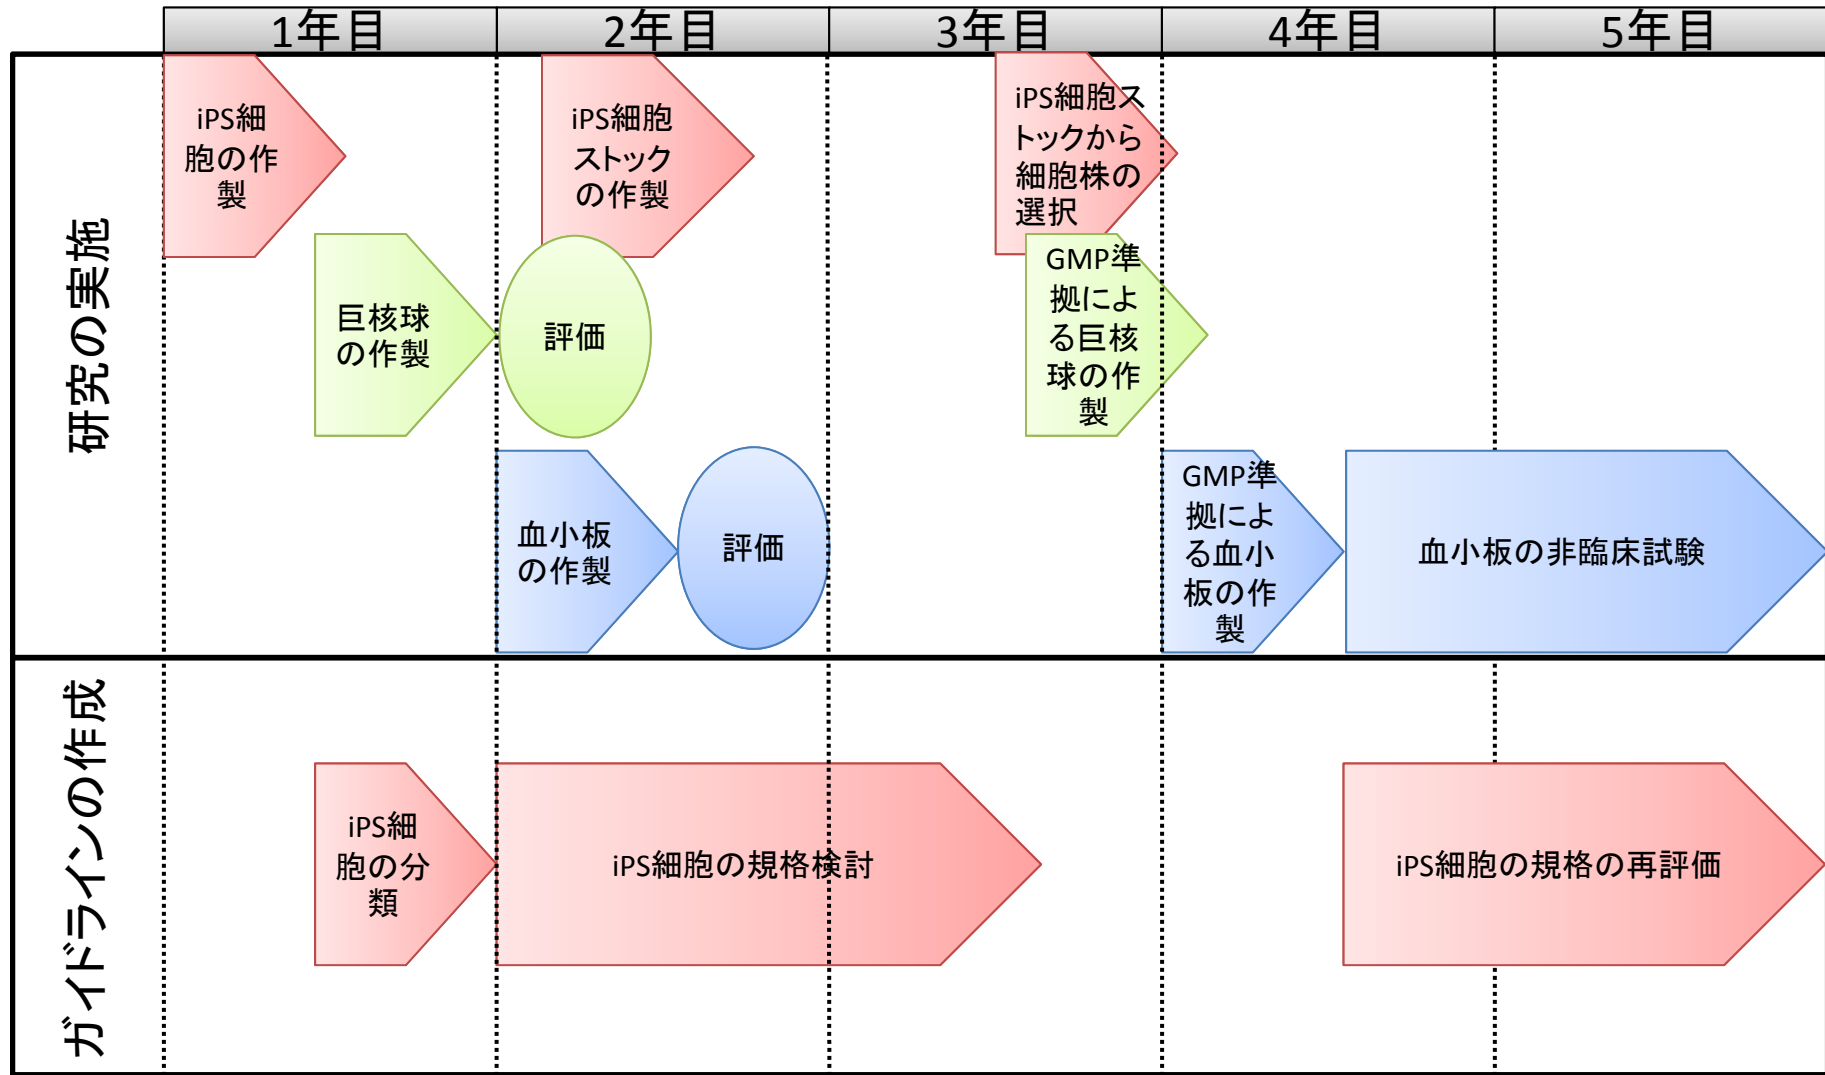 1年目
2年目
3年目
4年目
5年目
研究の実施
iPS細
胞の作
製
iPS細胞
ストック
の作製
iPS細胞ス
トックから
細胞株の
選択
巨核球
の作製
評価
GMP準
拠によ
る巨核
球の作
製
血小板
の作製
評価
GMP準
拠によ
る血小
板の作
製
血小板の非臨床試験
ガイドラインの作成
iPS細
胞の分
類
iPS細胞の規格検討
iPS細胞の規格の再評価